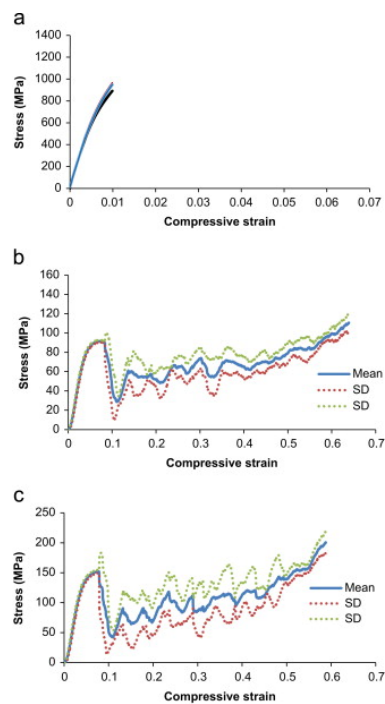 a
1400
1200
1000
800
600
400
200
0
Stress (MPa)
0 0.01 0.02 0.03 0.04 0.05 0.06 0.07
Compressive strain
b
160
140
120
100
80
60
40
20
0
Stress (MPa)
Mean
SD
SD
0 0.1 0.2 0.3 0.4 0.5 0.6 0.7
Compressive strain
c
250
200
150
100
50
0
Stress (MPa)
Mean
SD
SD
0 0.1 0.2 0.3 0.4 0.5 0.6 0.7
Compressive strain